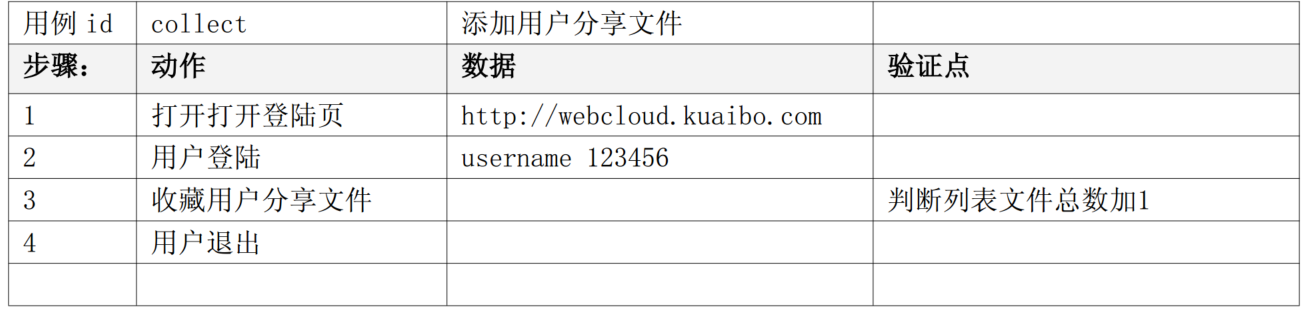 用例 id collect 添加用户分享文件
步骤： 动作 数据 验证点
1 打开打开登陆页 http://webcloud.kuaibo.com
2 用户登陆 username 123456
3 收藏用户分享文件 判断列表文件总数加1
4 用户退出